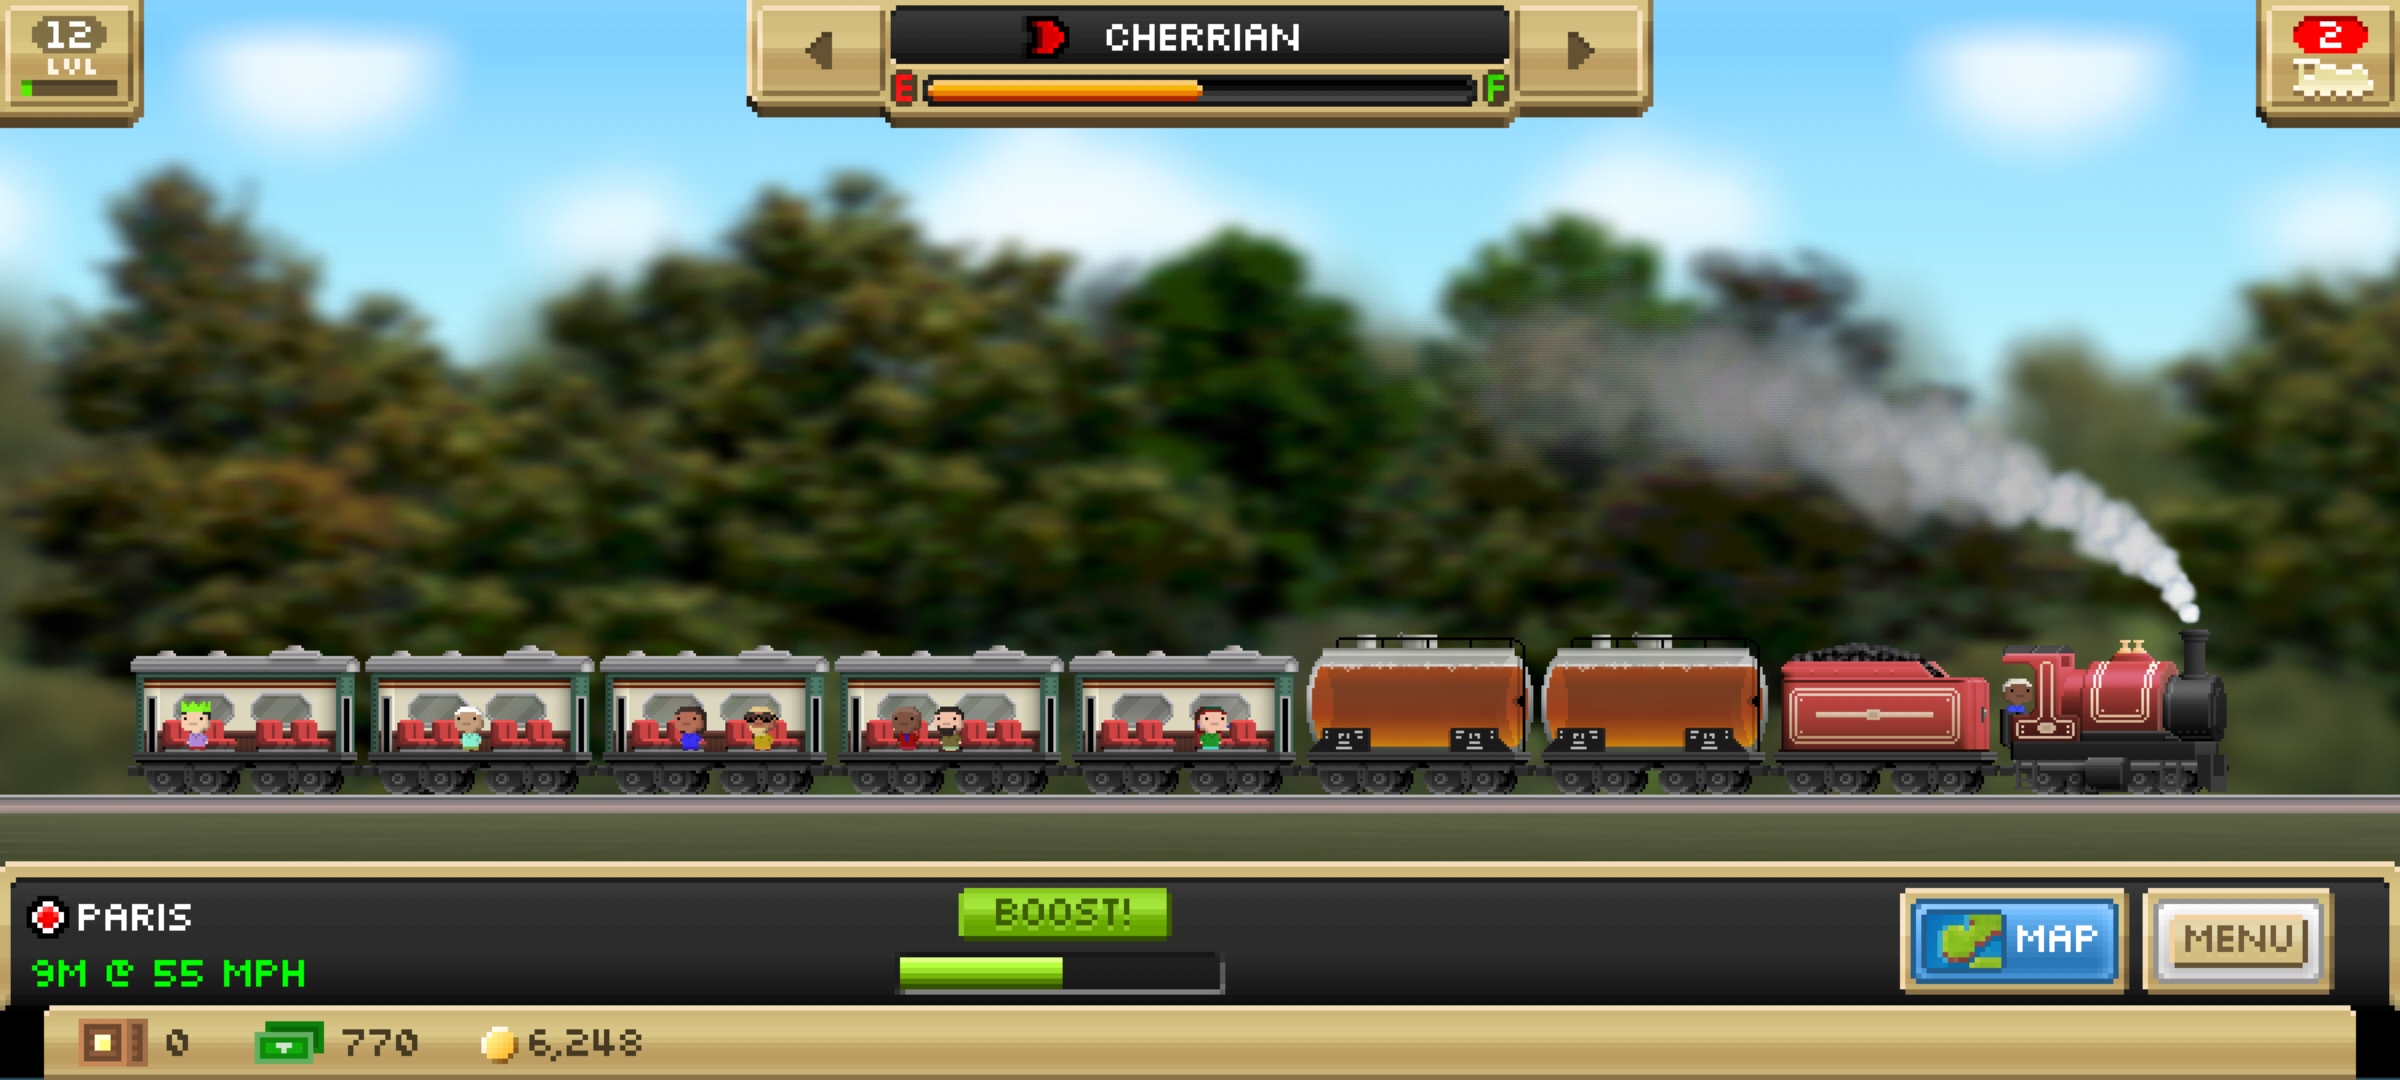 12
LVL
CHERRIAN
E F
2
PARIS
9M @ 55 MPH
BOOST!
MAP
MENU
0
770
6,248